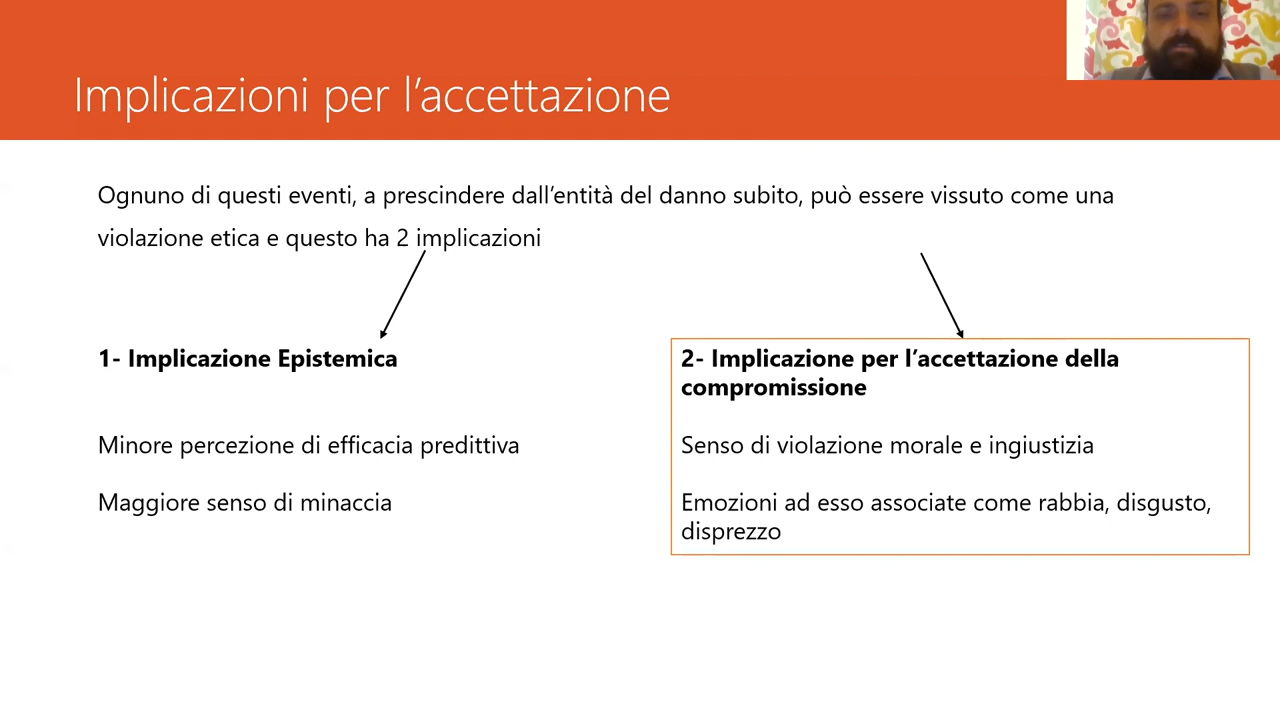 Implicazioni per l’accettazione
Ognuno di questi eventi, a prescindere dall’entità del danno subito, può essere vissuto come una
violazione etica e questo ha 2 implicazioni
1- Implicazione Epistemica
Minore percezione di efficacia predittiva
Maggiore senso di minaccia
2- Implicazione per l’accettazione della
compromissione
Senso di violazione morale e ingiustizia
Emozioni ad esso associate come rabbia, disgusto,
disprezzo